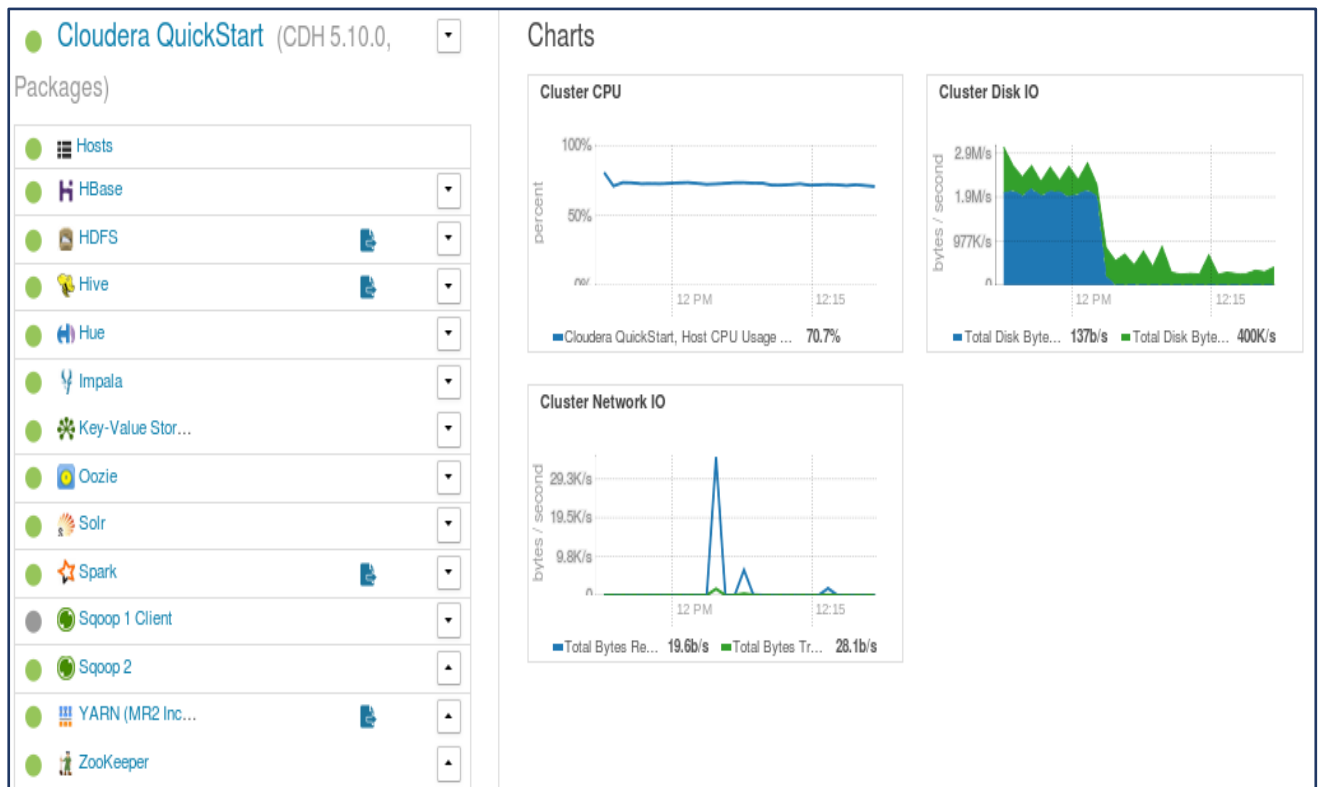 Cloudera QuickStart (CDH 5.10.0,
Packages)
Hosts
HBase
HDFS
Hive
Hue
Impala
Key-Value Stor...
Oozie
Solr
Spark
Sqoop 1 Client
Sqoop 2
YARN (MR2 Inc...
ZooKeeper
Charts
Cluster CPU
percent
100%
50%
0%
12 PM 12:15
Cloudera QuickStart, Host CPU Usage ... 70.7%
Cluster Disk IO
bytes / second
2.9M/s
1.9M/s
977K/s
0
12 PM 12:15
Total Disk Byte... 137b/s Total Disk Byte... 400K/s
Cluster Network IO
bytes / second
29.3K/s
19.5K/s
9.8K/s
0
12 PM 12:15
Total Bytes Re... 19.6b/s Total Bytes Tr... 28.1b/s